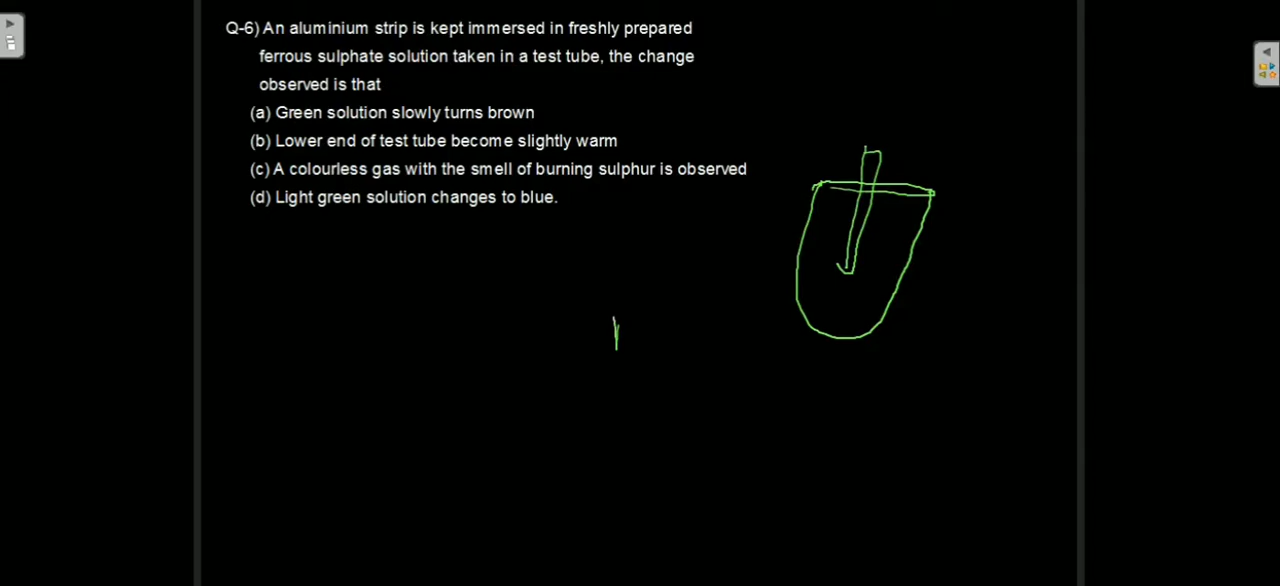 Q-6) An aluminium strip is kept immersed in freshly prepared
ferrous sulphate solution taken in a test tube, the change
observed is that
(a) Green solution slowly turns brown
(b) Lower end of test tube become slightly warm
(c) A colourless gas with the smell of burning sulphur is observed
(d) Light green solution changes to blue.